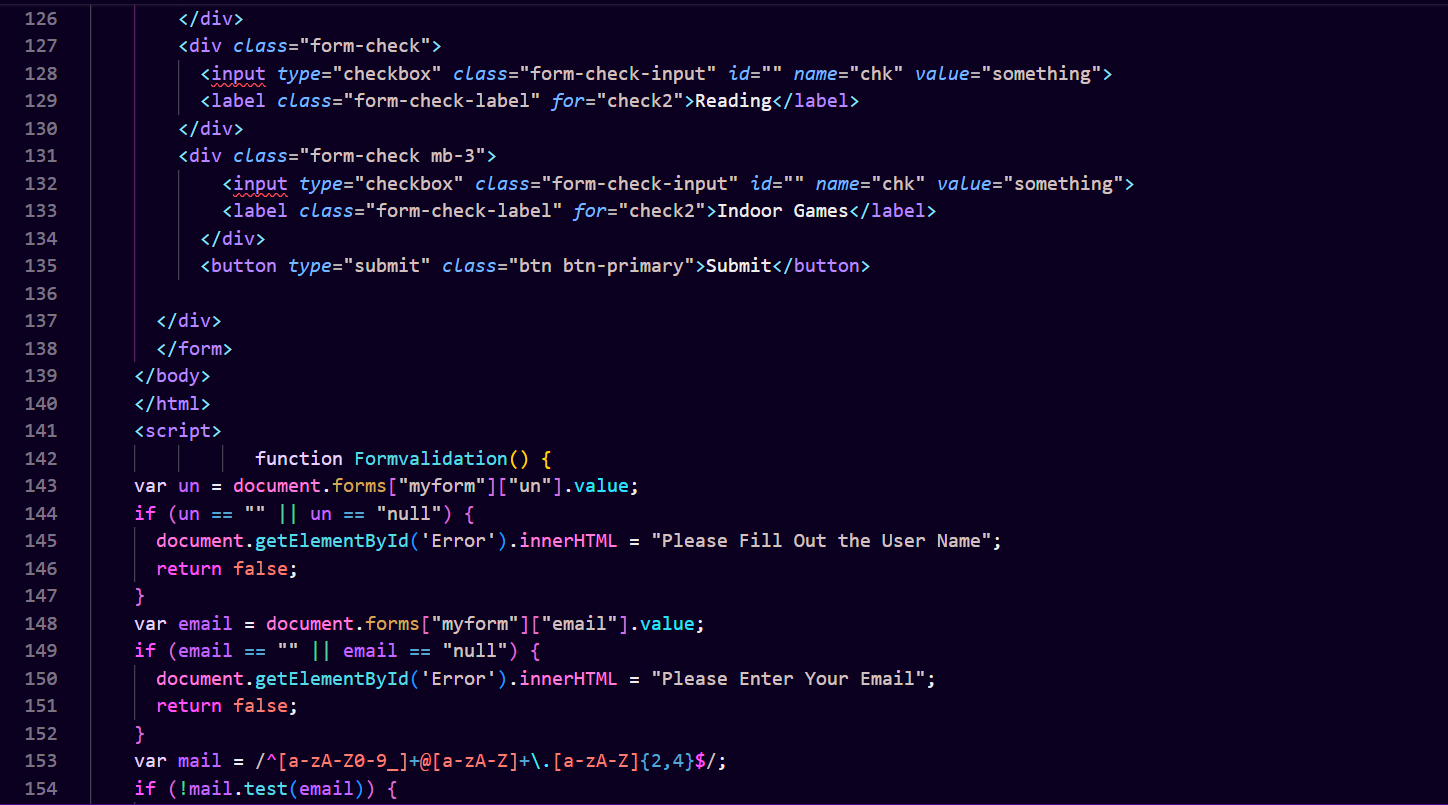 126 </div>
127 <div class="form-check">
128 <input type="checkbox" class="form-check-input" id="" name="chk" value="something">
129 <label class="form-check-label" for="check2">Reading</label>
130 </div>
131 <div class="form-check mb-3">
132 <input type="checkbox" class="form-check-input" id="" name="chk" value="something">
133 <label class="form-check-label" for="check2">Indoor Games</label>
134 </div>
135 <button type="submit" class="btn btn-primary">Submit</button>
136
137 </div>
138 </form>
139 </body>
140 </html>
141 <script>
142 function Formvalidation() {
143 var un = document.forms["myform"]["un"].value;
144 if (un == "" || un == "null") {
145 document.getElementById('Error').innerHTML = "Please Fill Out the User Name";
146 return false;
147 }
148 var email = document.forms["myform"]["email"].value;
149 if (email == "" || email == "null") {
150 document.getElementById('Error').innerHTML = "Please Enter Your Email";
151 return false;
152 }
153 var mail = /^[a-zA-Z0-9_]+@[a-zA-Z]+\.[a-zA-Z]{2,4}$/;
154 if (!mail.test(email)) {